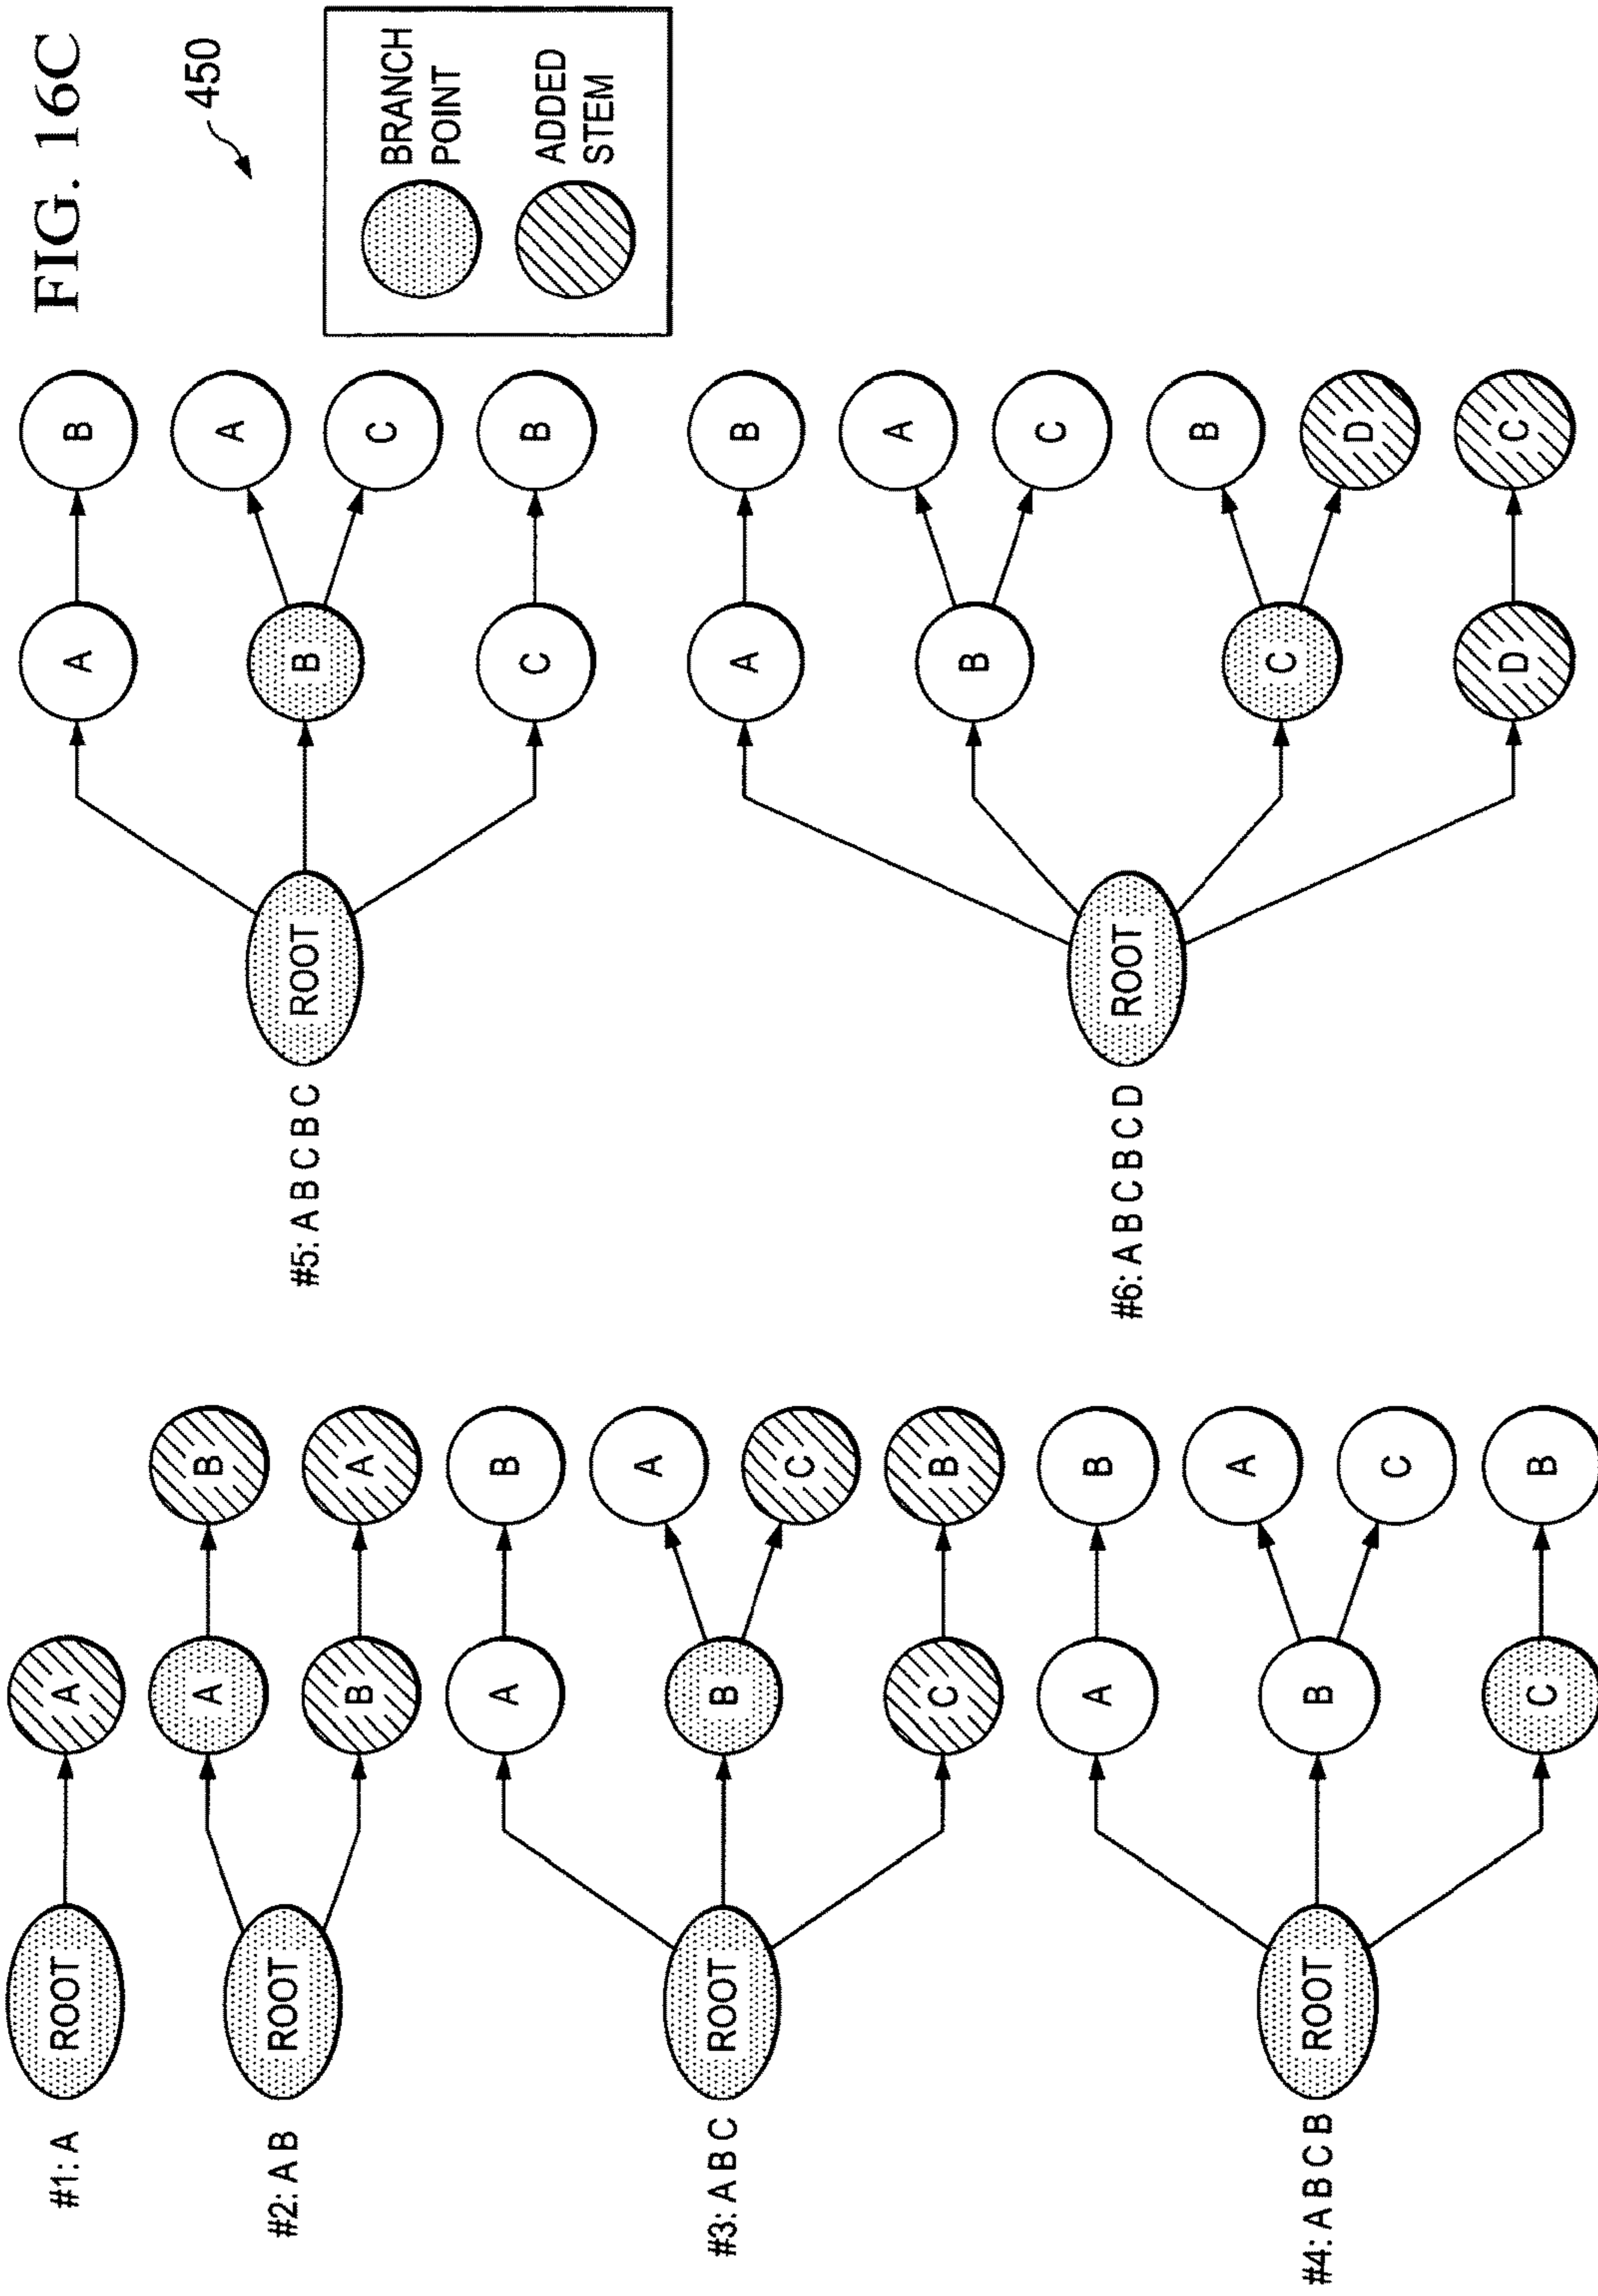 FIG. 16C
450
BRANCH
POINT
ADDED
STEM
#1: A
ROOT
A
#2: A B
ROOT
A
B
B
A
#3: A B C
ROOT
A
B
B
A
C
C
B
#4: A B C B
ROOT
A
B
B
A
C
C
B
#5: A B C B C
ROOT
A
B
B
A
C
C
B
#6: A B C B C D
ROOT
A
B
B
A
C
C
B
D
D
C